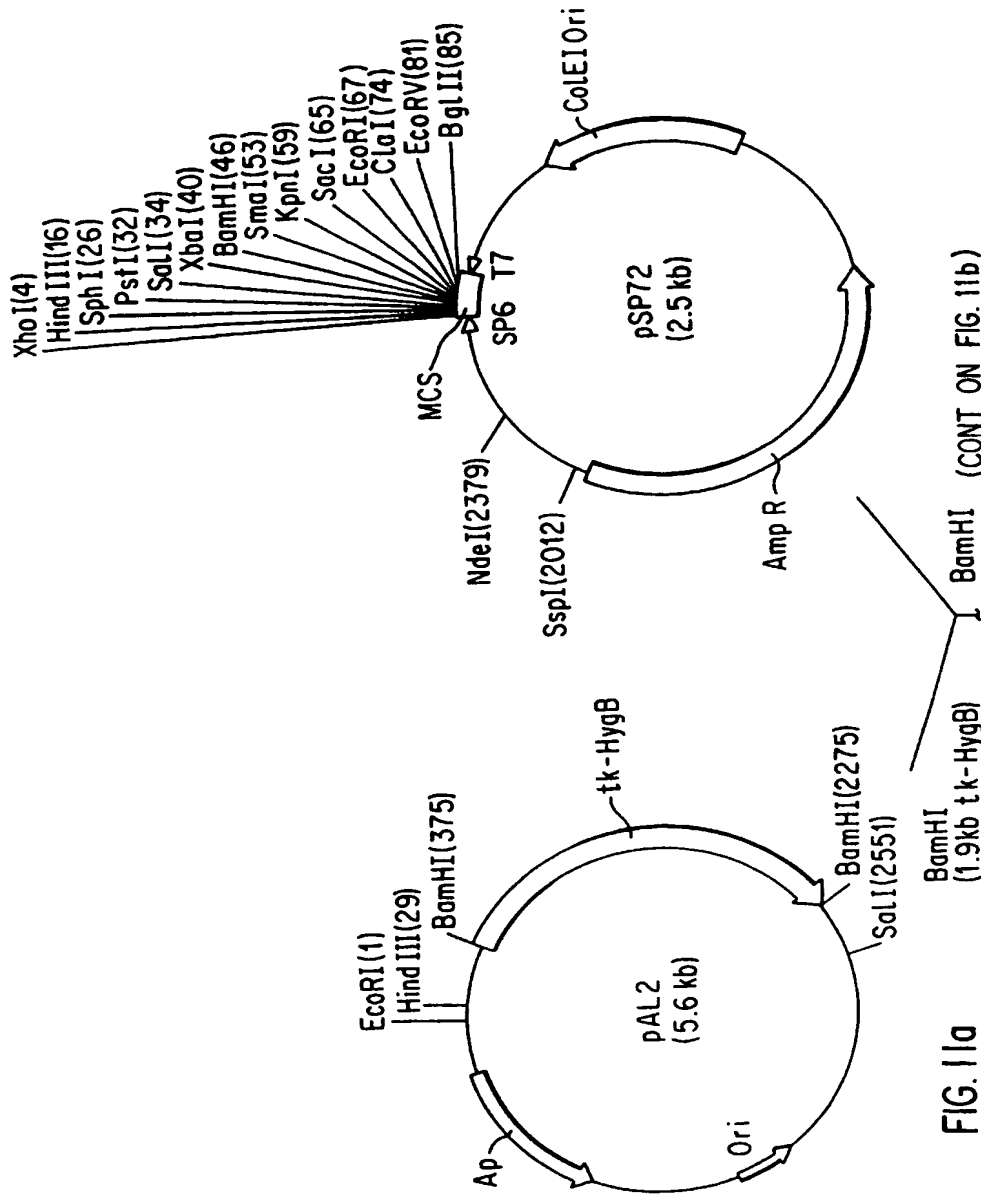 EcoRI(1)
HindIII(29)
BamHI(375)
tk-HygB
BamHI(2275)
SalI(2551)
Ori
Ap
pAL2
(5.6 kb)
XhoI(4)
HindIII(16)
SphI(26)
PstI(32)
SalI(34)
XbaI(40)
BamHI(46)
SmaI(53)
KpnI(59)
SacI(65)
EcoRI(67)
ClaI(74)
EcoRV(81)
BglII(85)
MCS
SP6
T7
NdeI(2379)
SspI(2012)
AmpR
ColEIOri
pSP72
(2.5 kb)
BamHI
(1.9kb tk-HygB)
BamHI
(CONT ON FIG. 11b)
FIG. 11a